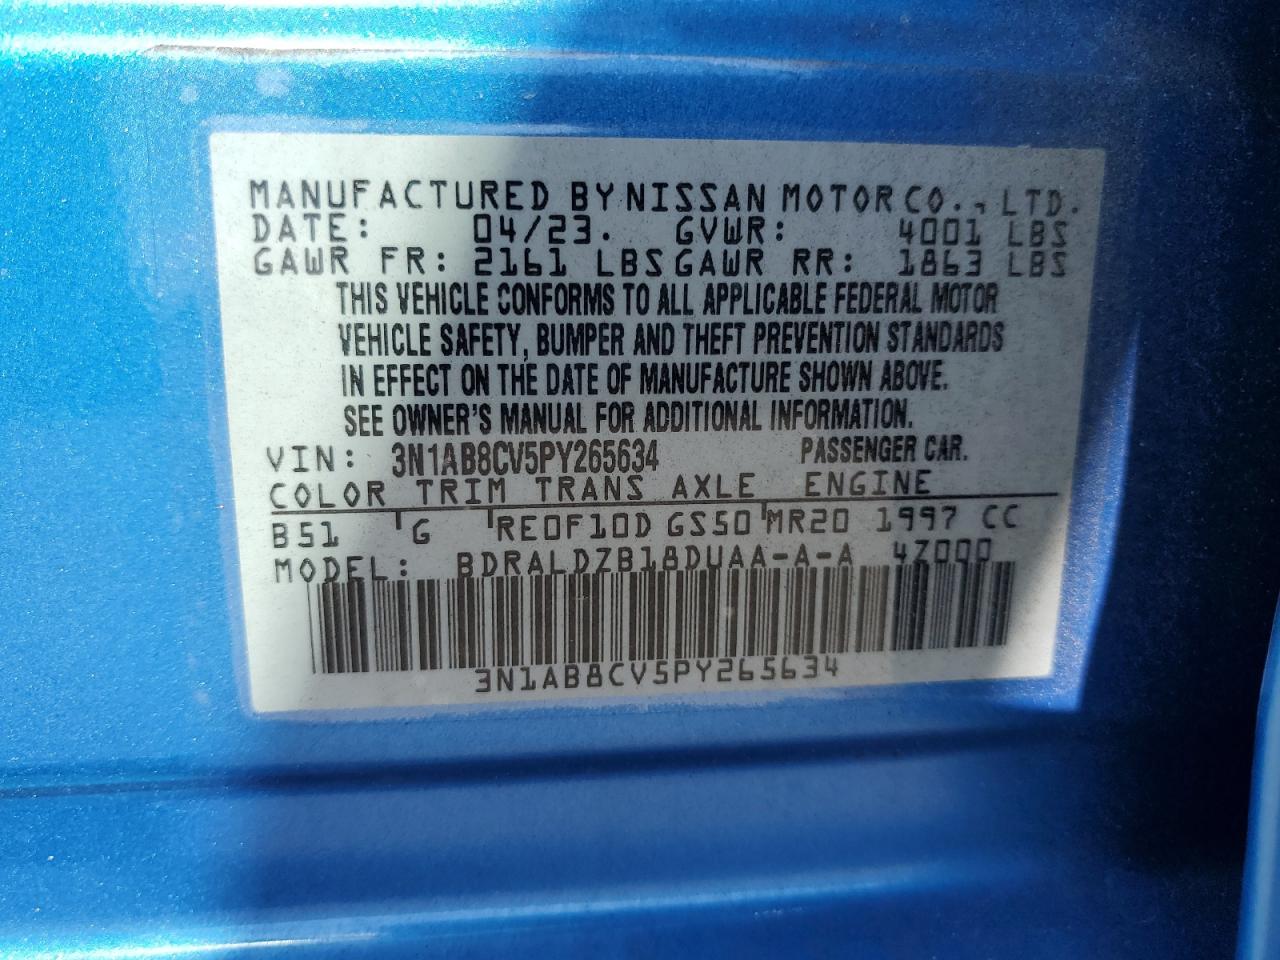 MANUFACTURED BY NISSAN MOTOR CO., LTD.
DATE: 04/23. GVWR: 4001 LBS
GAWR FR: 2161 LBS GAWR RR: 1863 LBS
THIS VEHICLE CONFORMS TO ALL APPLICABLE FEDERAL MOTOR
VEHICLE SAFETY, BUMPER AND THEFT PREVENTION STANDARDS
IN EFFECT ON THE DATE OF MANUFACTURE SHOWN ABOVE.
SEE OWNER'S MANUAL FOR ADDITIONAL INFORMATION.
VIN: 3N1AB8CV5PY265634 PASSENGER CAR.
COLOR TRIM TRANS AXLE ENGINE
B51 G RE0F10D GS50 MR20 1997 CC
MODEL: BDRALDZB18DUAA-A-A 4Z000
3N1AB8CV5PY265634